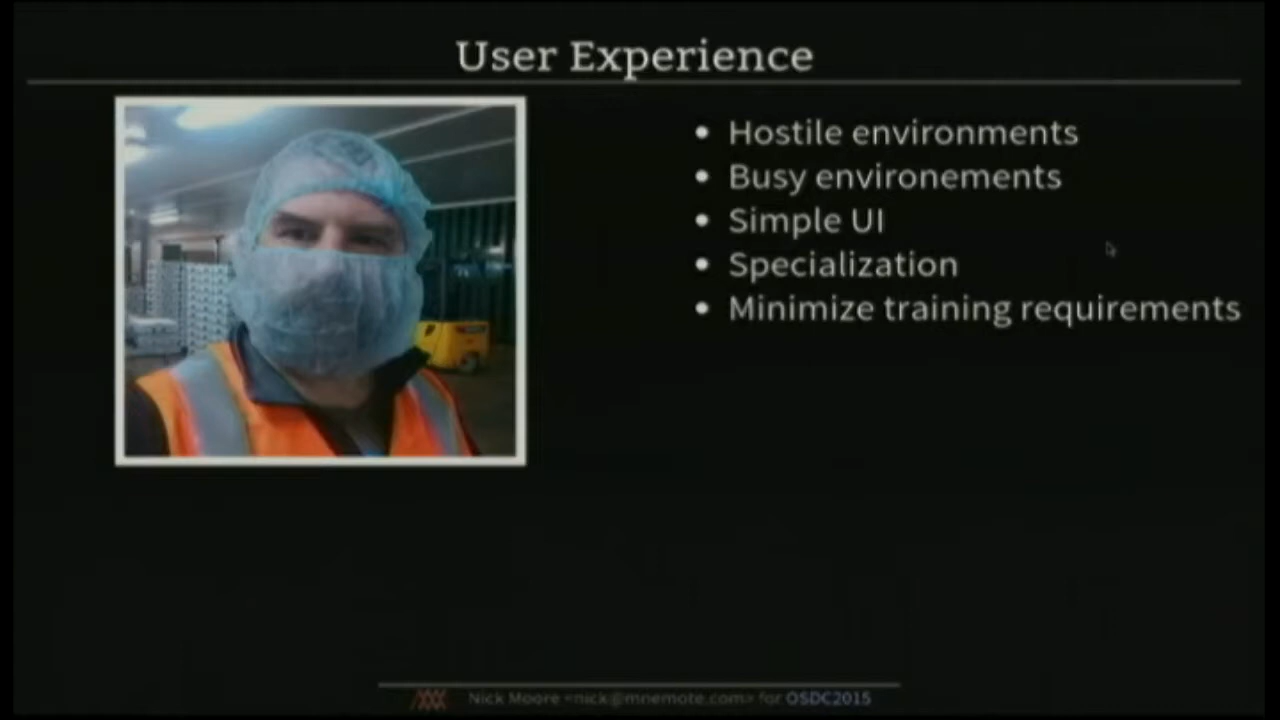 User Experience
Hostile environments
Busy environements
Simple UI
Specialization
Minimize training requirements
Nick Moore <nick@mnemote.com> for OSDC2015